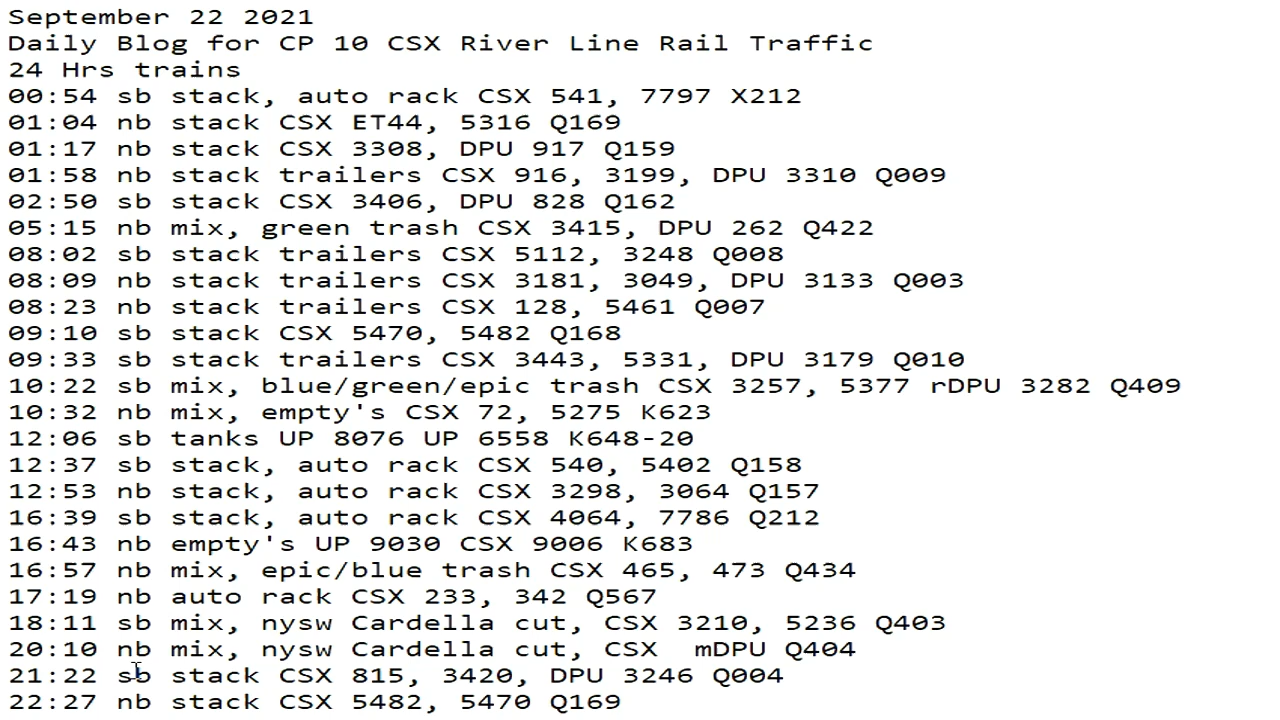 September 22 2021
Daily Blog for CP 10 CSX River Line Rail Traffic
24 Hrs trains
00:54 sb stack, auto rack CSX 541, 7797 X212
01:04 nb stack CSX ET44, 5316 Q169
01:17 nb stack CSX 3308, DPU 917 Q159
01:58 nb stack trailers CSX 916, 3199, DPU 3310 Q009
02:50 sb stack CSX 3406, DPU 828 Q162
05:15 nb mix, green trash CSX 3415, DPU 262 Q422
08:02 sb stack trailers CSX 5112, 3248 Q008
08:09 nb stack trailers CSX 3181, 3049, DPU 3133 Q003
08:23 nb stack trailers CSX 128, 5461 Q007
09:10 sb stack CSX 5470, 5482 Q168
09:33 sb stack trailers CSX 3443, 5331, DPU 3179 Q010
10:22 sb mix, blue/green/epic trash CSX 3257, 5377 rDPU 3282 Q409
10:32 nb mix, empty's CSX 72, 5275 K623
12:06 sb tanks UP 8076 UP 6558 K648-20
12:37 sb stack, auto rack CSX 540, 5402 Q158
12:53 nb stack, auto rack CSX 3298, 3064 Q157
16:39 sb stack, auto rack CSX 4064, 7786 Q212
16:43 nb empty's UP 9030 CSX 9006 K683
16:57 nb mix, epic/blue trash CSX 465, 473 Q434
17:19 nb auto rack CSX 233, 342 Q567
18:11 sb mix, nysw Cardella cut, CSX 3210, 5236 Q403
20:10 nb mix, nysw Cardella cut, CSX  mDPU Q404
21:22 sb stack CSX 815, 3420, DPU 3246 Q004
22:27 nb stack CSX 5482, 5470 Q169